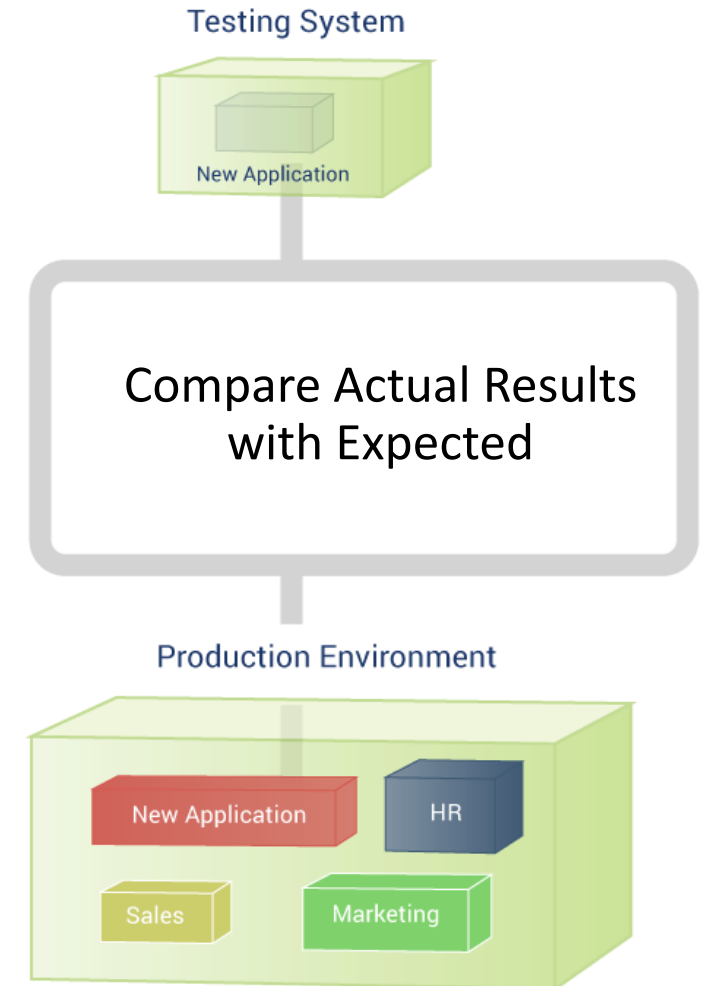 Testing System
New Application
Compare Actual Results
with Expected
Production Environment
New Application
HR
Sales
Marketing